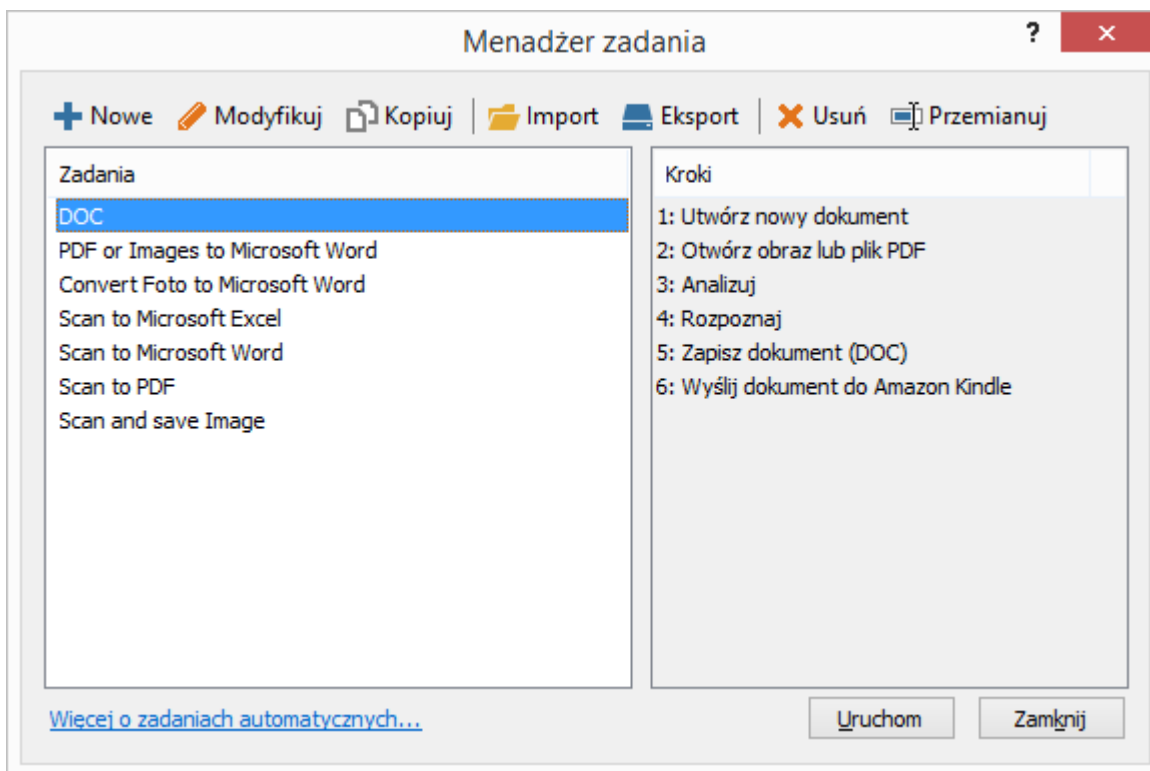 Menadżer zadania
?
Nowe Modyfikuj Kopiuj Import Eksport Usuń Przemianuj
Zadania
DOC
PDF or Images to Microsoft Word
Convert Foto to Microsoft Word
Scan to Microsoft Excel
Scan to Microsoft Word
Scan to PDF
Scan and save Image
Kroki
1: Utwórz nowy dokument
2: Otwórz obraz lub plik PDF
3: Analizuj
4: Rozpoznaj
5: Zapisz dokument (DOC)
6: Wyślij dokument do Amazon Kindle
Więcej o zadaniach automatycznych...
Uruchom
Zamknij